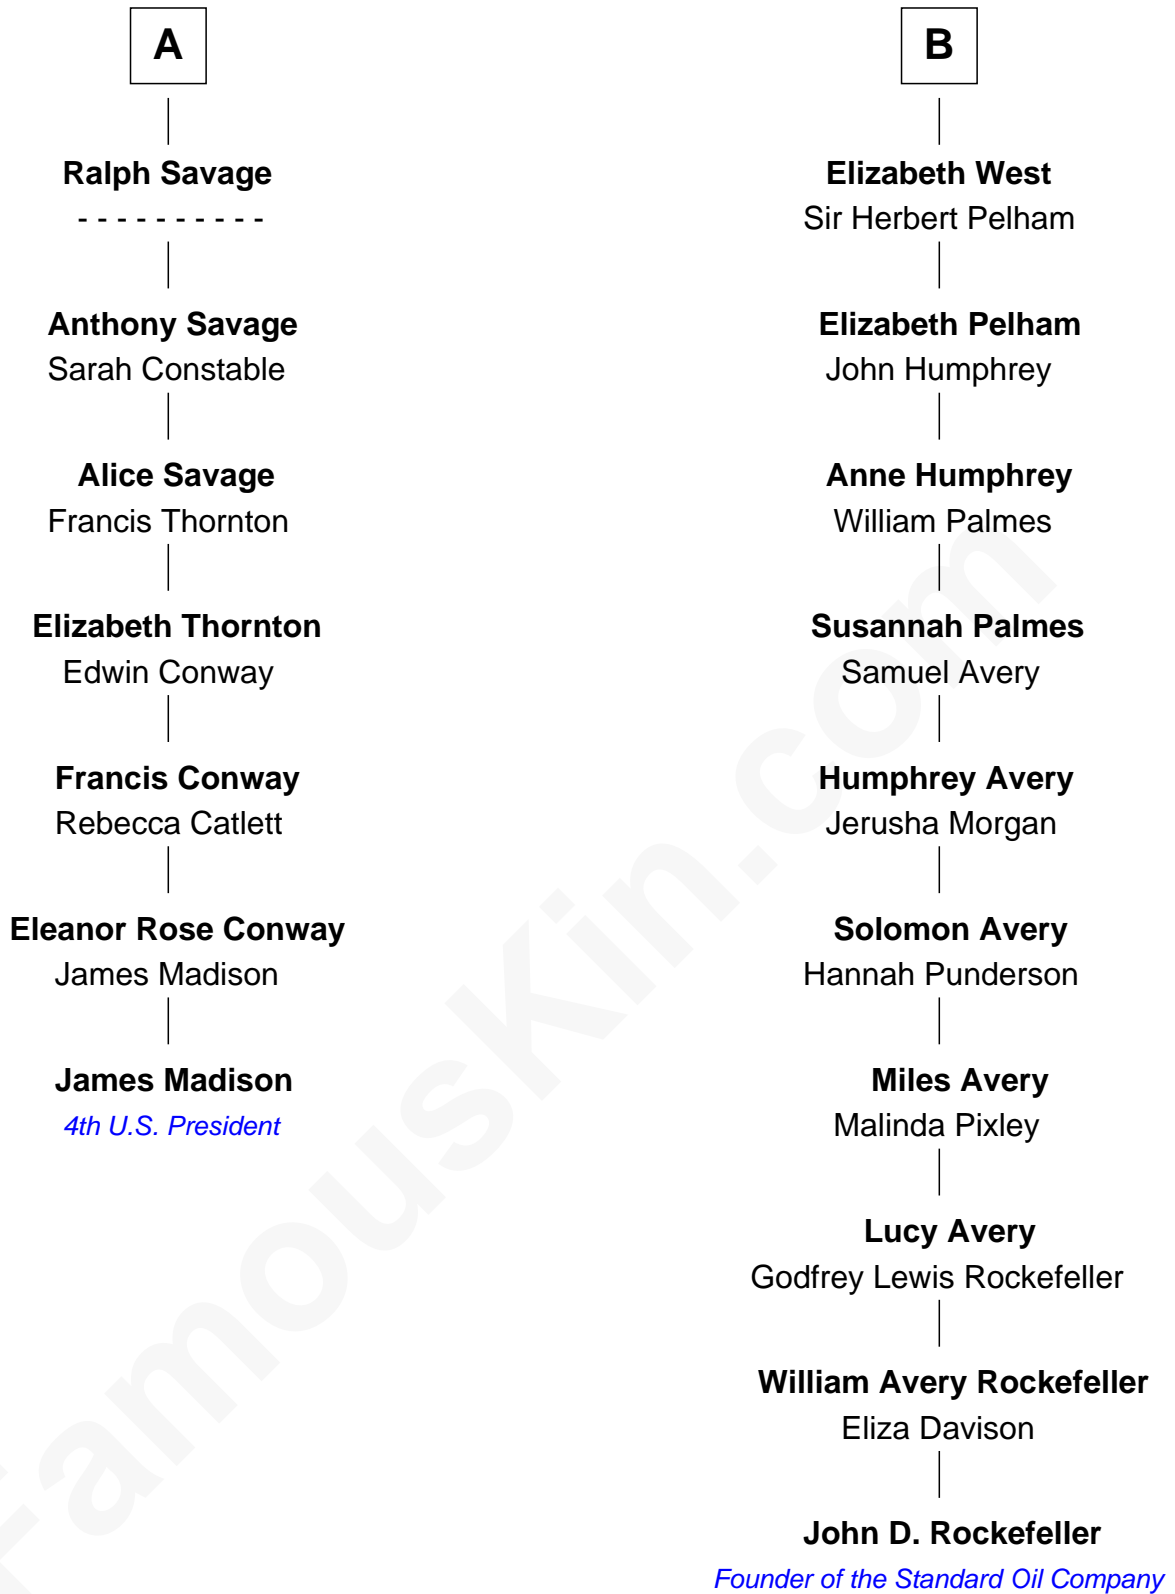 A
Ralph Savage
- - - - - - - - - -
Anthony Savage
Sarah Constable
Alice Savage
Francis Thornton
Elizabeth Thornton
Edwin Conway
Francis Conway
Rebecca Catlett
Eleanor Rose Conway
James Madison
James Madison
4th U.S. President
B
Elizabeth West
Sir Herbert Pelham
Elizabeth Pelham
John Humphrey
Anne Humphrey
William Palmes
Susannah Palmes
Samuel Avery
Humphrey Avery
Jerusha Morgan
Solomon Avery
Hannah Punderson
Miles Avery
Malinda Pixley
Lucy Avery
Godfrey Lewis Rockefeller
William Avery Rockefeller
Eliza Davison
John D. Rockefeller
Founder of the Standard Oil Company
FamousKin.com